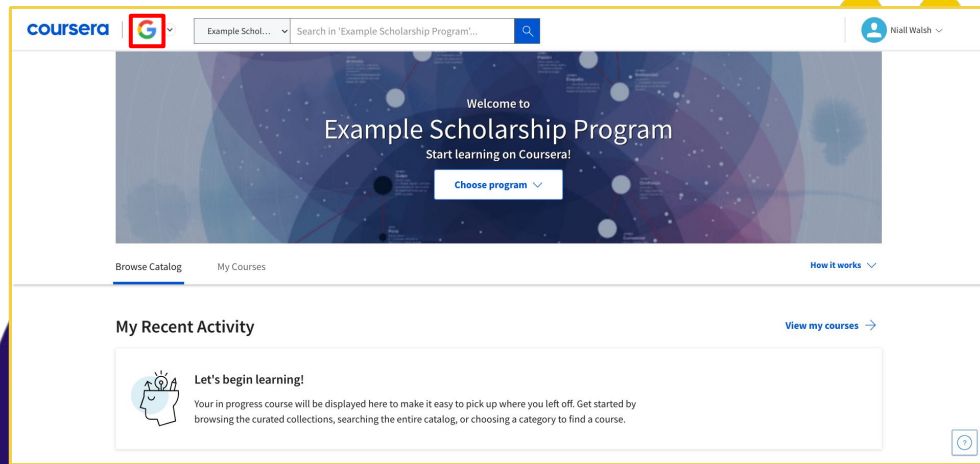 coursera
G
Example Schol...
Search in 'Example Scholarship Program'...
Niall Walsh
Welcome to
Example Scholarship Program
Start learning on Coursera!
Choose program
Browse Catalog
My Courses
How it works
My Recent Activity
View my courses →
Let's begin learning!
Your in progress course will be displayed here to make it easy to pick up where you left off. Get started by
browsing the curated collections, searching the entire catalog, or choosing a category to find a course.
?